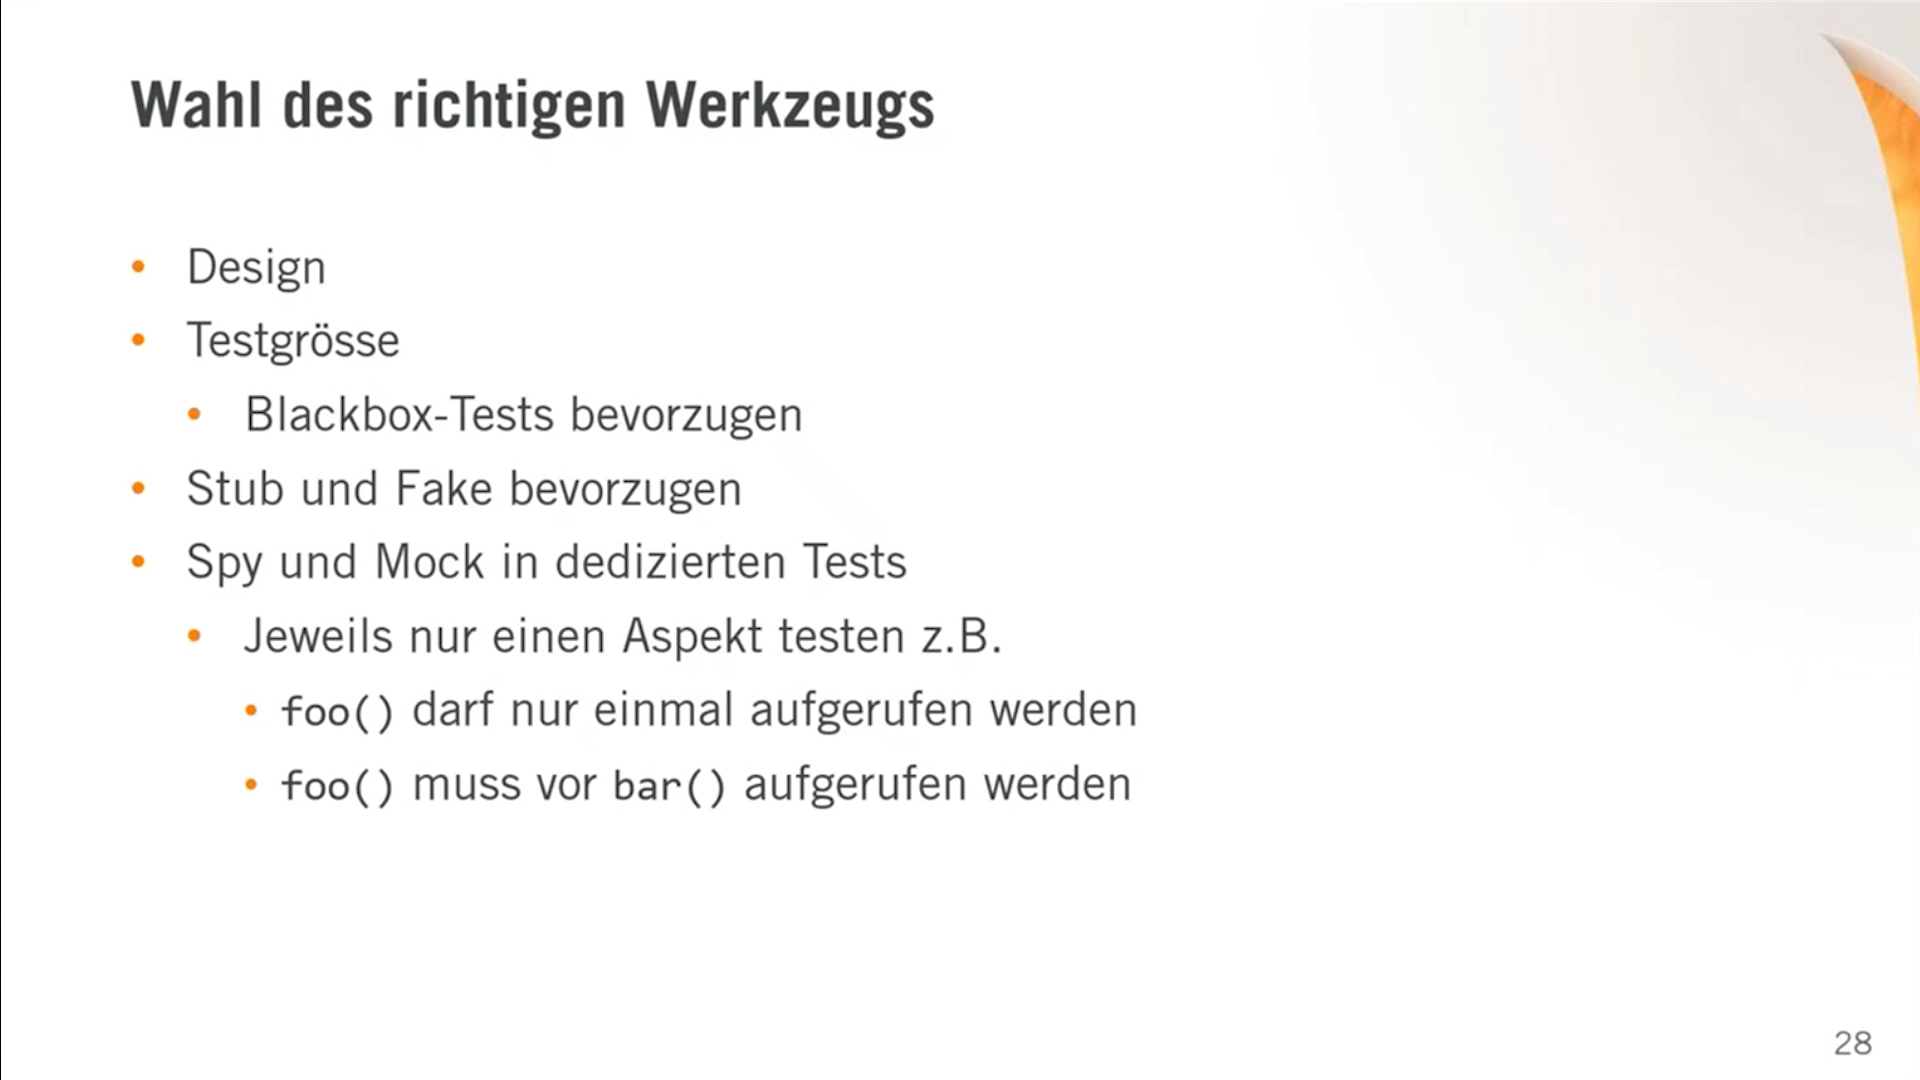 Wahl des richtigen Werkzeugs
• Design
• Testgrösse
• Blackbox-Tests bevorzugen
• Stub und Fake bevorzugen
• Spy und Mock in dedizierten Tests
• Jeweils nur einen Aspekt testen z.B.
• foo() darf nur einmal aufgerufen werden
• foo() muss vor bar() aufgerufen werden
28